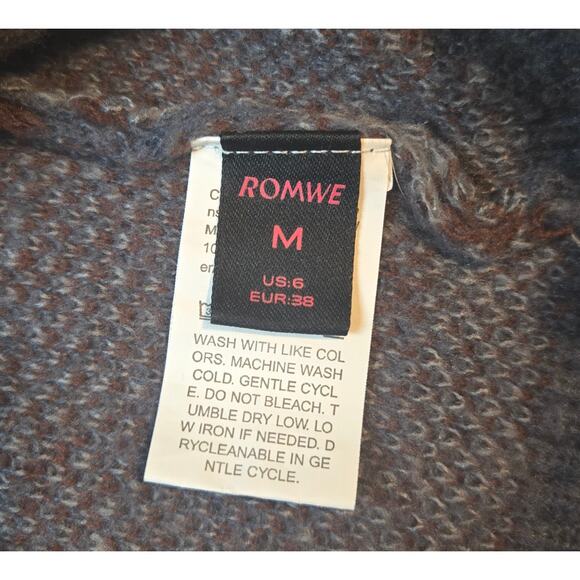 ROMWE
M
US:6
EUR:38
10
WASH WITH LIKE COL
ORS. MACHINE WASH
COLD. GENTLE CYCL
E. DO NOT BLEACH. T
UMBLE DRY LOW. LO
W IRON IF NEEDED. D
RYCLEANABLE IN GE
NTLE CYCLE.